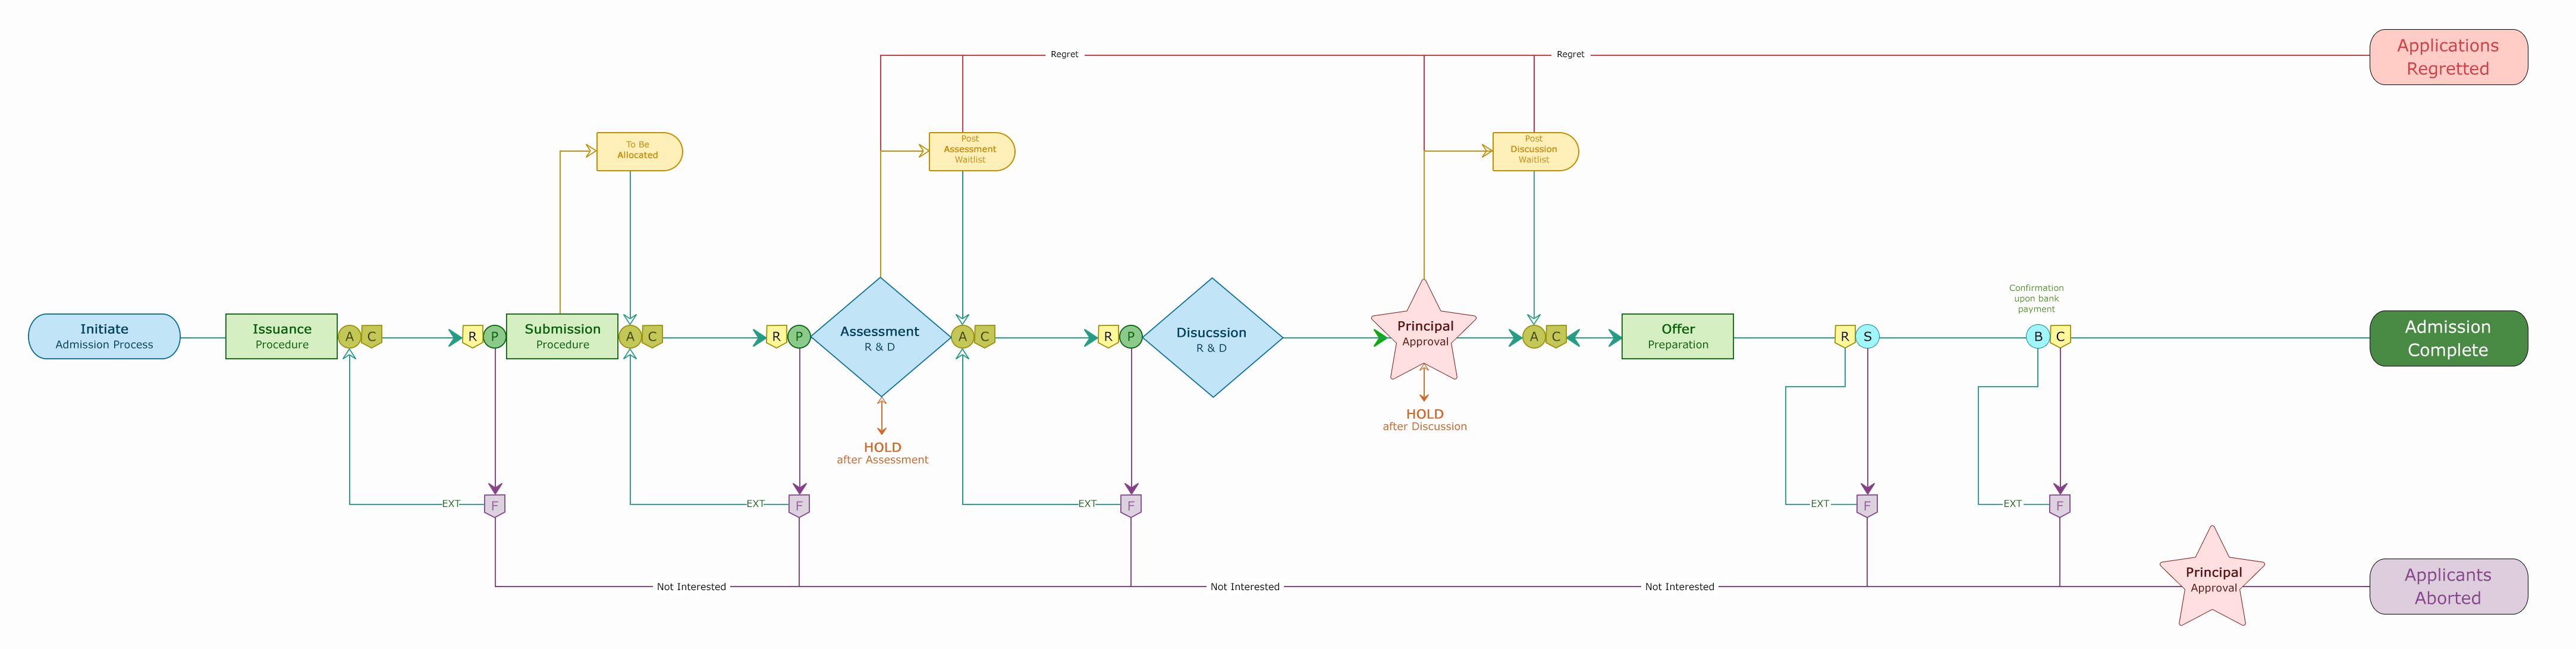 Regret
Regret
Applications
Regretted
To Be
Allocated
Post
Assessment
Waitlist
Post
Discussion
Waitlist
Initiate
Admission Process
Issuance
Procedure
A
C
R
P
Submission
Procedure
A
C
R
P
Assessment
R & D
A
C
R
P
Disucssion
R & D
Principal
Approval
A
C
Offer
Preparation
R
S
Confirmation
upon bank
payment
B
C
Admission
Complete
HOLD
after Assessment
HOLD
after Discussion
EXT
F
EXT
F
EXT
F
EXT
F
EXT
F
Not Interested
Not Interested
Not Interested
Principal
Approval
Applicants
Aborted